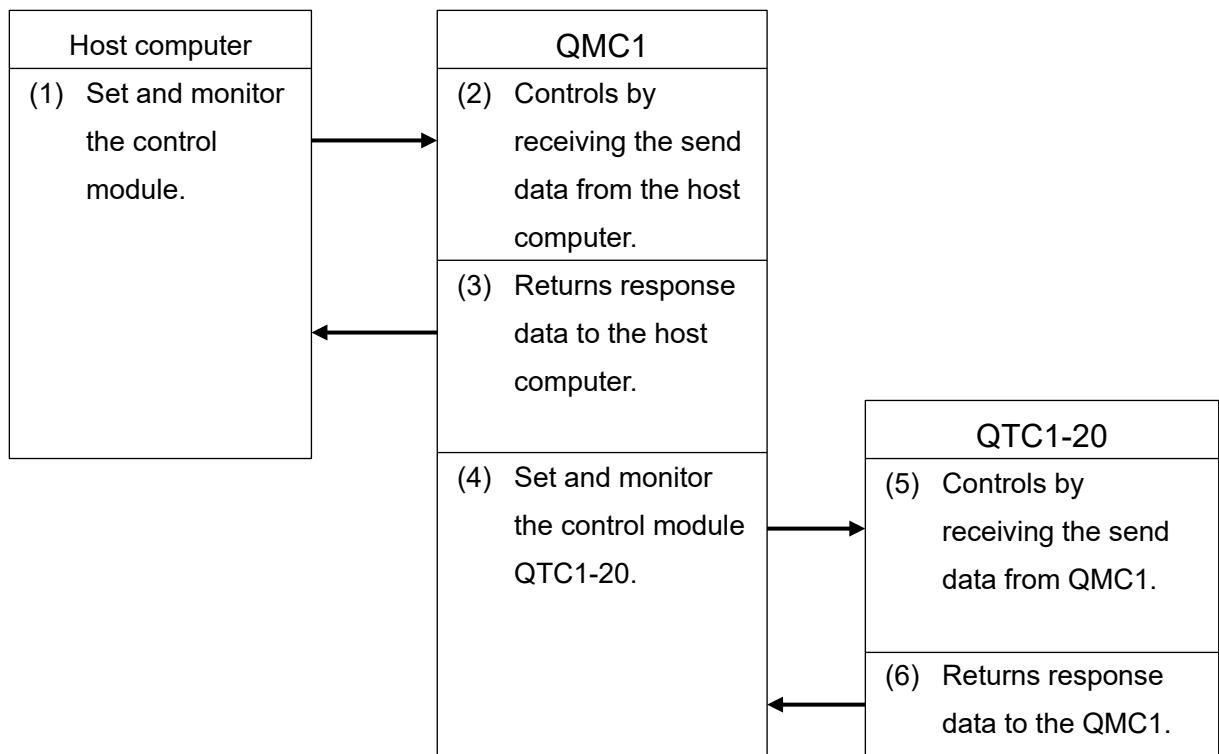 Host computer
(1) Set and monitor
the control
module.
QMC1
(2) Controls by
receiving the send
data from the host
computer.
(3) Returns response
data to the host
computer.
(4) Set and monitor
the control module
QTC1-20.
QTC1-20
(5) Controls by
receiving the send
data from QMC1.
(6) Returns response
data to the QMC1.